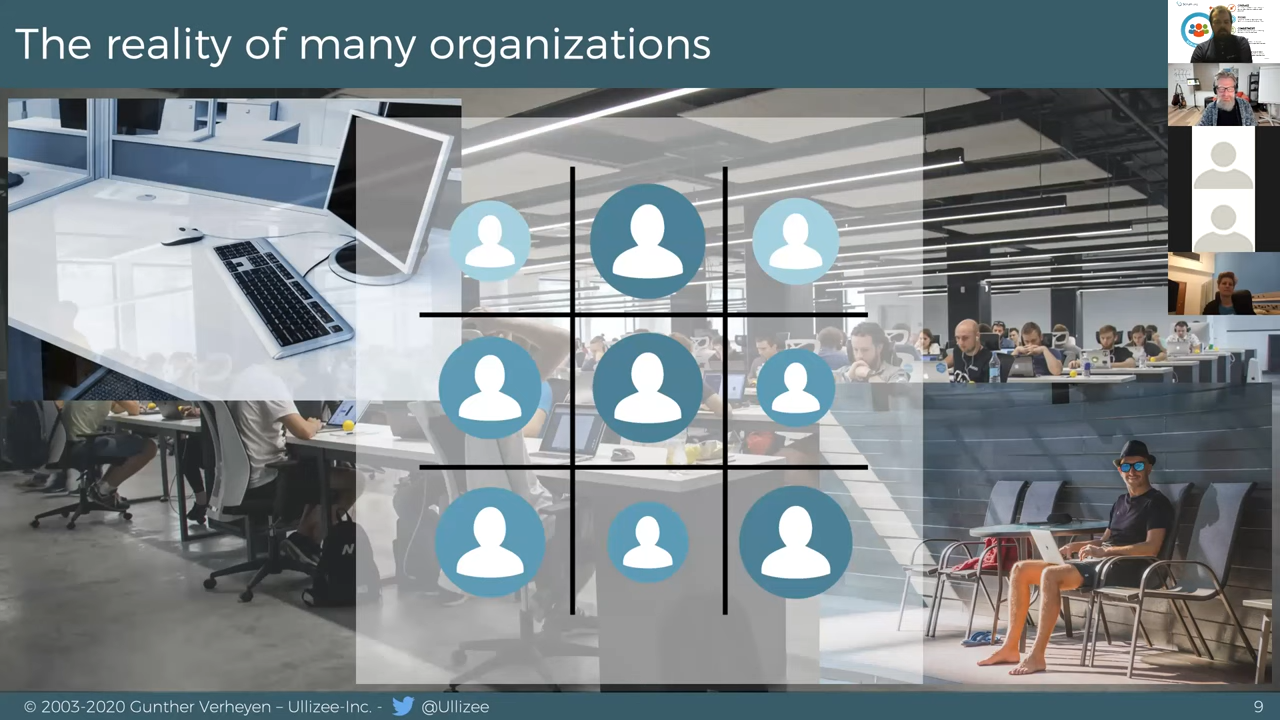 The reality of many organizations
N
© 2003-2020 Gunther Verheyen – Ullizee-Inc. - @Ullizee
9